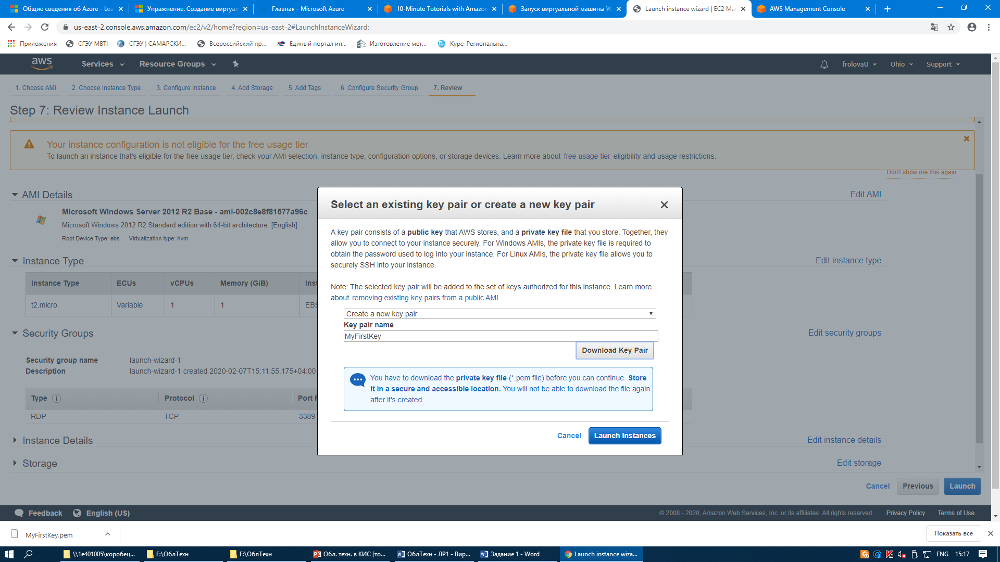 Общие сведения об Azure - Lea
Упражнение. Создание виртуал
Главная - Microsoft Azure
10-Minute Tutorials with Amazon
Запуск виртуальной машины W
Launch instance wizard | EC2 Ma
AWS Management Console
us-east-2.console.aws.amazon.com/ec2/v2/home?region=us-east-2#LaunchInstanceWizard:
Приложения
СГЭУ MBTI
СГЭУ | САМАРСКИ...
Всероссийский пр...
Единый портал ин...
Изготовление мет...
Курс: Региональна...
aws
Services
Resource Groups
frolovaU
Ohio
Support
1. Choose AMI
2. Choose Instance Type
3. Configure Instance
4. Add Storage
5. Add Tags
6. Configure Security Group
7. Review
Step 7: Review Instance Launch
Your instance configuration is not eligible for the free usage tier
To launch an instance that's eligible for the free usage tier, check your AMI selection, instance type, configuration options, or storage devices. Learn more about free usage tier eligibility and usage restrictions.
Don't show me this again
AMI Details
Edit AMI
Microsoft Windows Server 2012 R2 Base - ami-002c8e8f81577a96c
Microsoft Windows 2012 R2 Standard edition with 64-bit architecture. [English]
Root Device Type: ebs Virtualization type: hvm
Instance Type
Edit instance type
Instance Type
ECUs
vCPUs
Memory (GiB)
Inst
t2.micro
Variable
1
1
EBS
Security Groups
Edit security groups
Security group name
launch-wizard-1
Description
launch-wizard-1 created 2020-02-07T15:11:55.175+04:00
Type
Protocol
Port R
RDP
TCP
3389
Instance Details
Edit instance details
Storage
Edit storage
Select an existing key pair or create a new key pair
A key pair consists of a public key that AWS stores, and a private key file that you store. Together, they
allow you to connect to your instance securely. For Windows AMIs, the private key file is required to
obtain the password used to log into your instance. For Linux AMIs, the private key file allows you to
securely SSH into your instance.
Note: The selected key pair will be added to the set of keys authorized for this instance. Learn more
about removing existing key pairs from a public AMI.
Create a new key pair
Key pair name
MyFirstKey
Download Key Pair
You have to download the private key file (*.pem file) before you can continue. Store
it in a secure and accessible location. You will not be able to download the file again
after it's created.
Cancel
Launch Instances
Cancel
Previous
Launch
Feedback
English (US)
© 2008 - 2020, Amazon Web Services, Inc. or its affiliates. All rights reserved.
Privacy Policy
Terms of Use
MyFirstKey.pem
Показать все
\\1e401005\коробец...
F:\ОблТехн
F:\ОблТехн
Обл. техн. в КИС [то...
ОблТехн - ЛР1 - Вир...
Задание 1 - Word
Launch instance wiza...
ENG
15:17